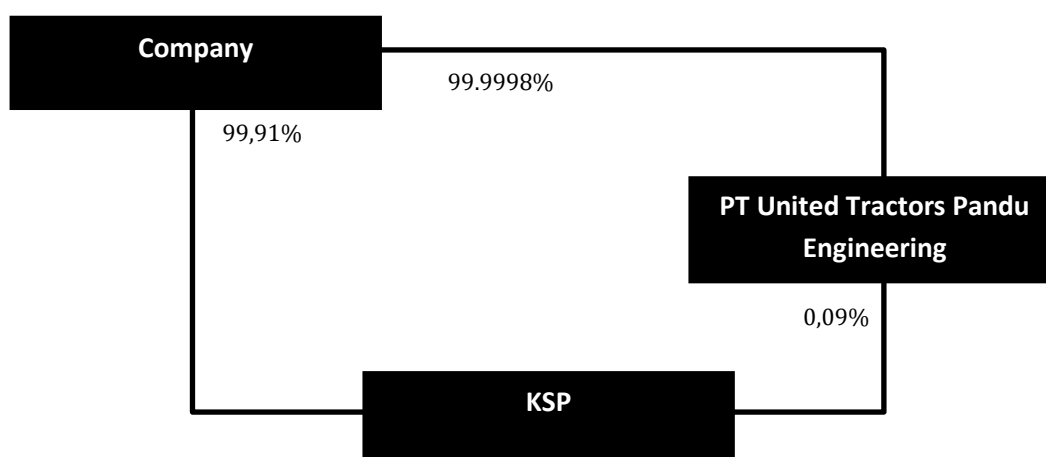 Company
99.9998%
99,91%
PT United Tractors Pandu
Engineering
0,09%
KSP